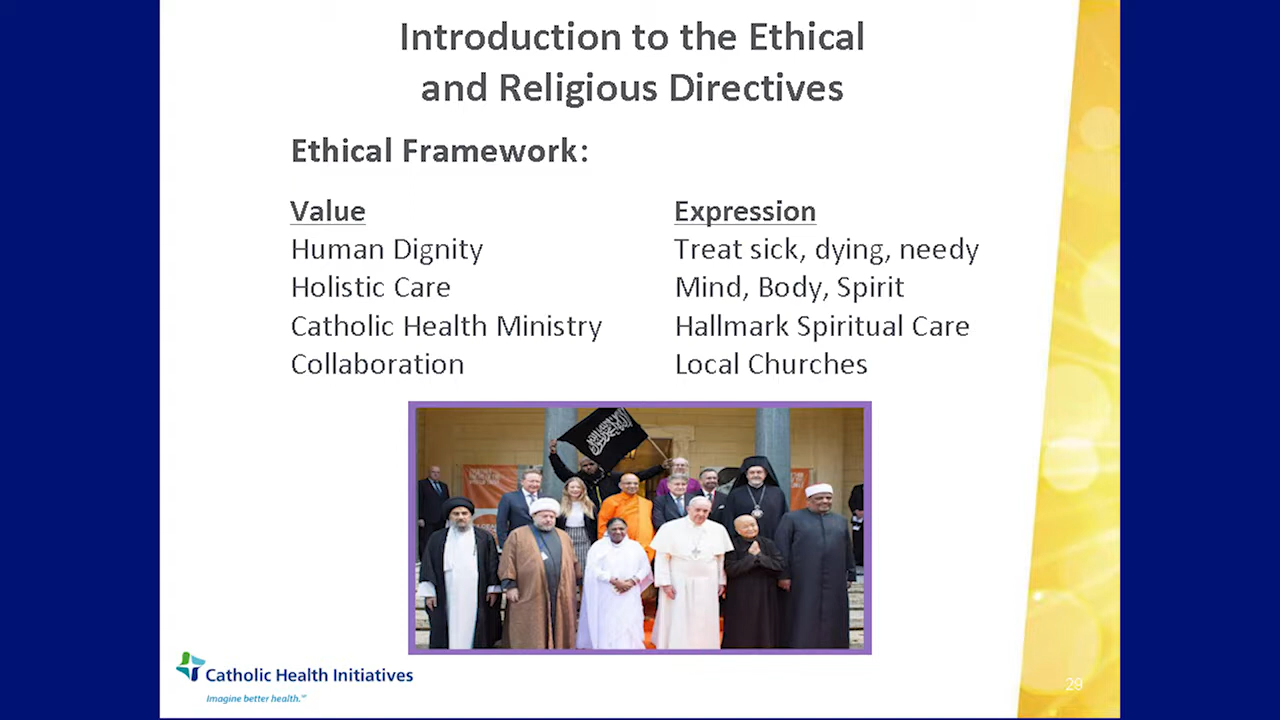 Introduction to the Ethical
and Religious Directives
Ethical Framework:
Value Expression
Human Dignity Treat sick, dying, needy
Holistic Care Mind, Body, Spirit
Catholic Health Ministry Hallmark Spiritual Care
Collaboration Local Churches
Catholic Health Initiatives
Imagine better health.℠
29